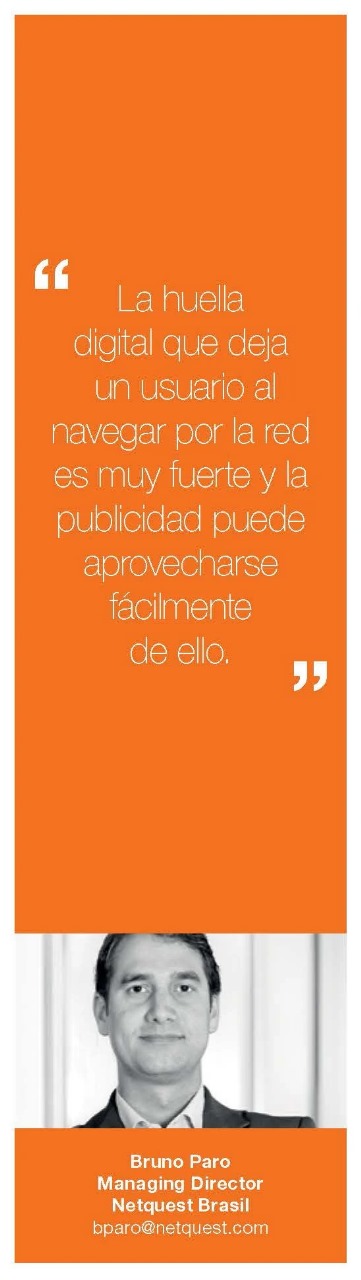 “
La huella
digital que deja
un usuario al
navegar por la red
es muy fuerte y la
publicidad puede
aprovecharse
fácilmente
de ello.
”
Bruno Paro
Managing Director
Netquest Brasil
bparo@netquest.com